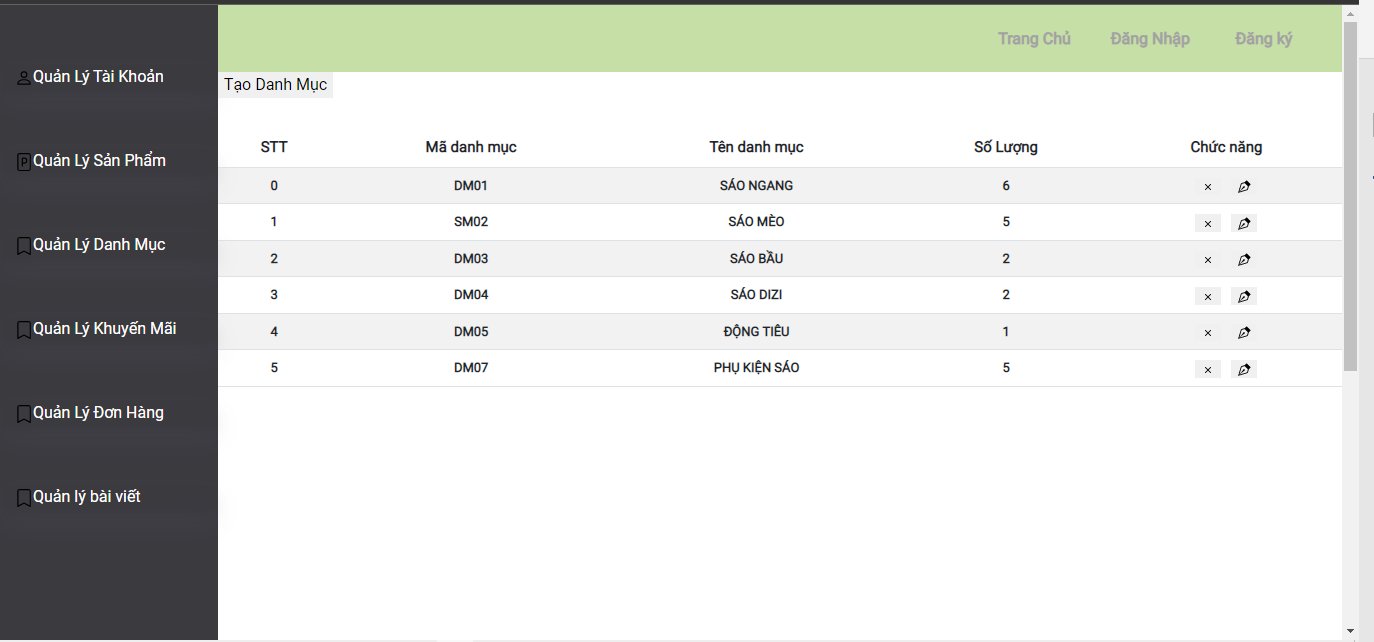 Trang Chủ Đăng Nhập Đăng ký
Quản Lý Tài Khoản
Quản Lý Sản Phẩm
Quản Lý Danh Mục
Quản Lý Khuyến Mãi
Quản Lý Đơn Hàng
Quản lý bài viết
Tạo Danh Mục
STT Mã danh mục Tên danh mục Số Lượng Chức năng
0 DM01 SÁO NGANG 6
1 SM02 SÁO MÈO 5
2 DM03 SÁO BẦU 2
3 DM04 SÁO DIZI 2
4 DM05 ĐỘNG TIÊU 1
5 DM07 PHỤ KIỆN SÁO 5